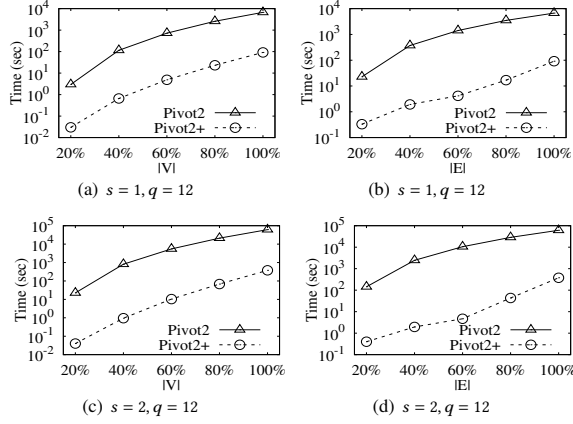 Time (sec)
10^4
10^3
10^2
10^1
10^0
10^-1
10^-2
Pivot2
Pivot2+
20% 40% 60% 80% 100%
|V|
(a) s = 1, q = 12
Time (sec)
10^4
10^3
10^2
10^1
10^0
10^-1
Pivot2
Pivot2+
20% 40% 60% 80% 100%
|E|
(b) s = 1, q = 12
Time (sec)
10^5
10^4
10^3
10^2
10^1
10^0
10^-1
10^-2
Pivot2
Pivot2+
20% 40% 60% 80% 100%
|V|
(c) s = 2, q = 12
Time (sec)
10^5
10^4
10^3
10^2
10^1
10^0
10^-1
Pivot2
Pivot2+
20% 40% 60% 80% 100%
|E|
(d) s = 2, q = 12